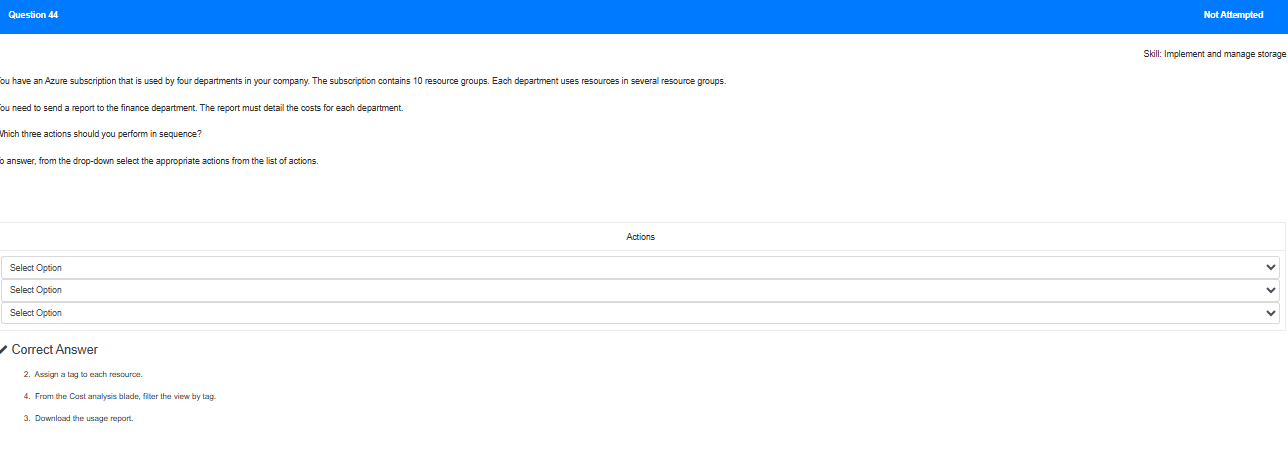 Question 44
Not Attempted
Skill: Implement and manage storage
ou have an Azure subscription that is used by four departments in your company. The subscription contains 10 resource groups. Each department uses resources in several resource groups.
ou need to send a report to the finance department. The report must detail the costs for each department.
Which three actions should you perform in sequence?
o answer, from the drop-down select the appropriate actions from the list of actions.
Actions
Select Option
Select Option
Select Option
Correct Answer
2. Assign a tag to each resource.
4. From the Cost analysis blade, filter the view by tag.
3. Download the usage report.